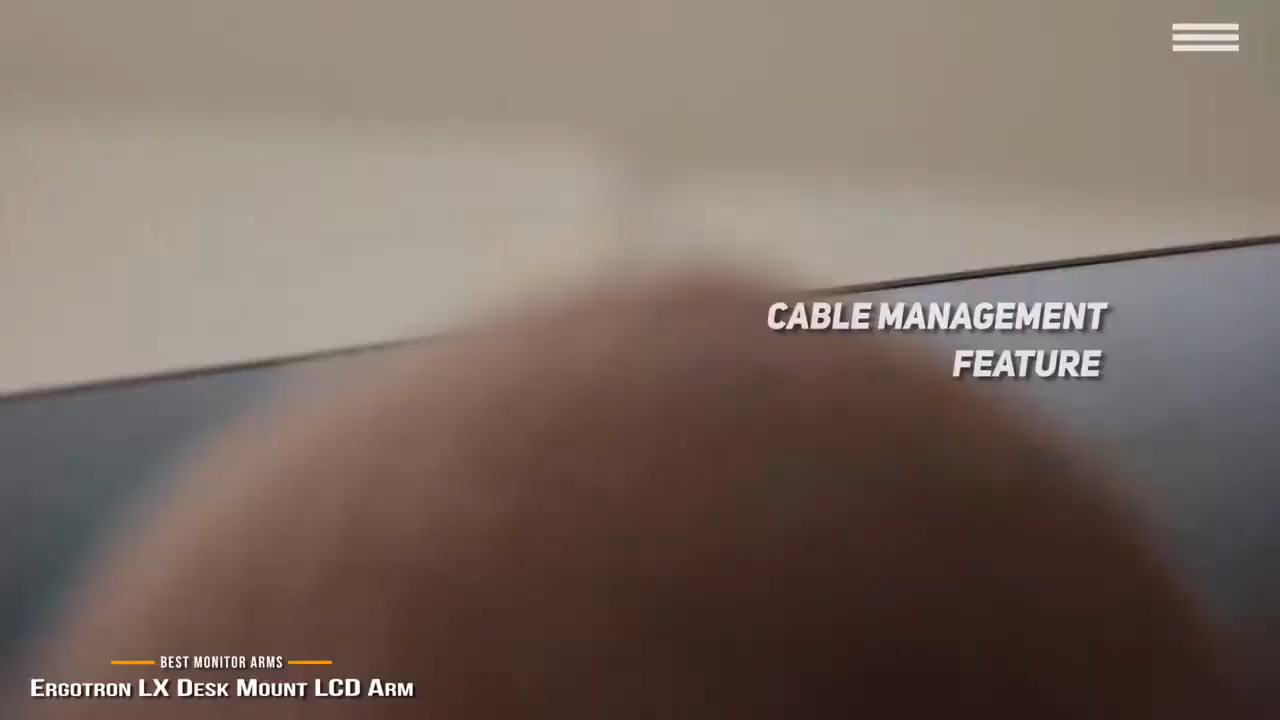 CABLE MANAGEMENT
FEATURE
BEST MONITOR ARMS
ERGOTRON LX DESK MOUNT LCD ARM